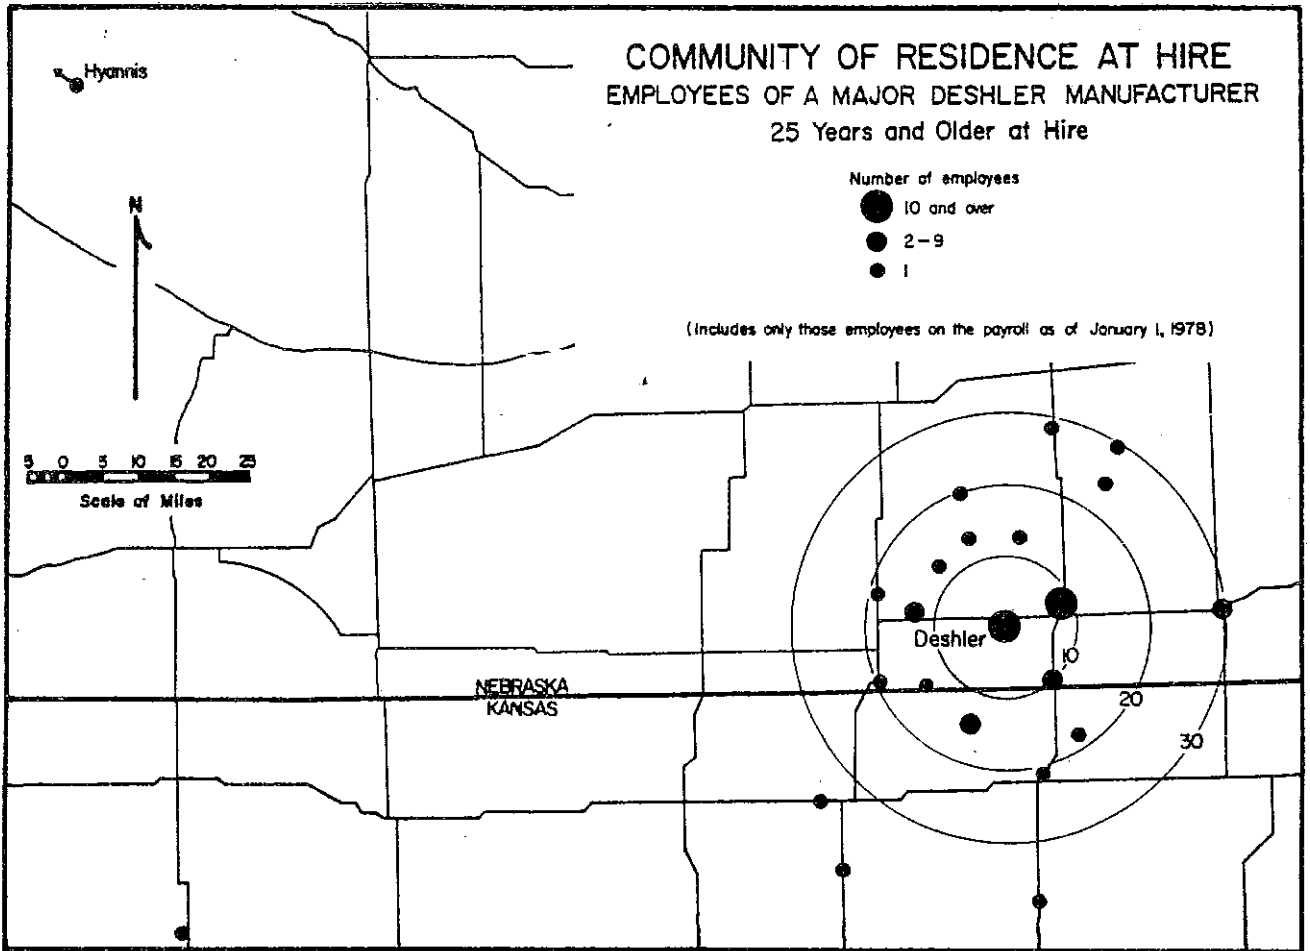 COMMUNITY OF RESIDENCE AT HIRE
EMPLOYEES OF A MAJOR DESHLER MANUFACTURER
25 Years and Older at Hire
Number of employees
10 and over
2-9
1
(Includes only those employees on the payroll as of January 1, 1978)
Hyannis
N
5 0 5 10 15 20 25
Scale of Miles
Deshler
10
20
30
NEBRASKA
KANSAS